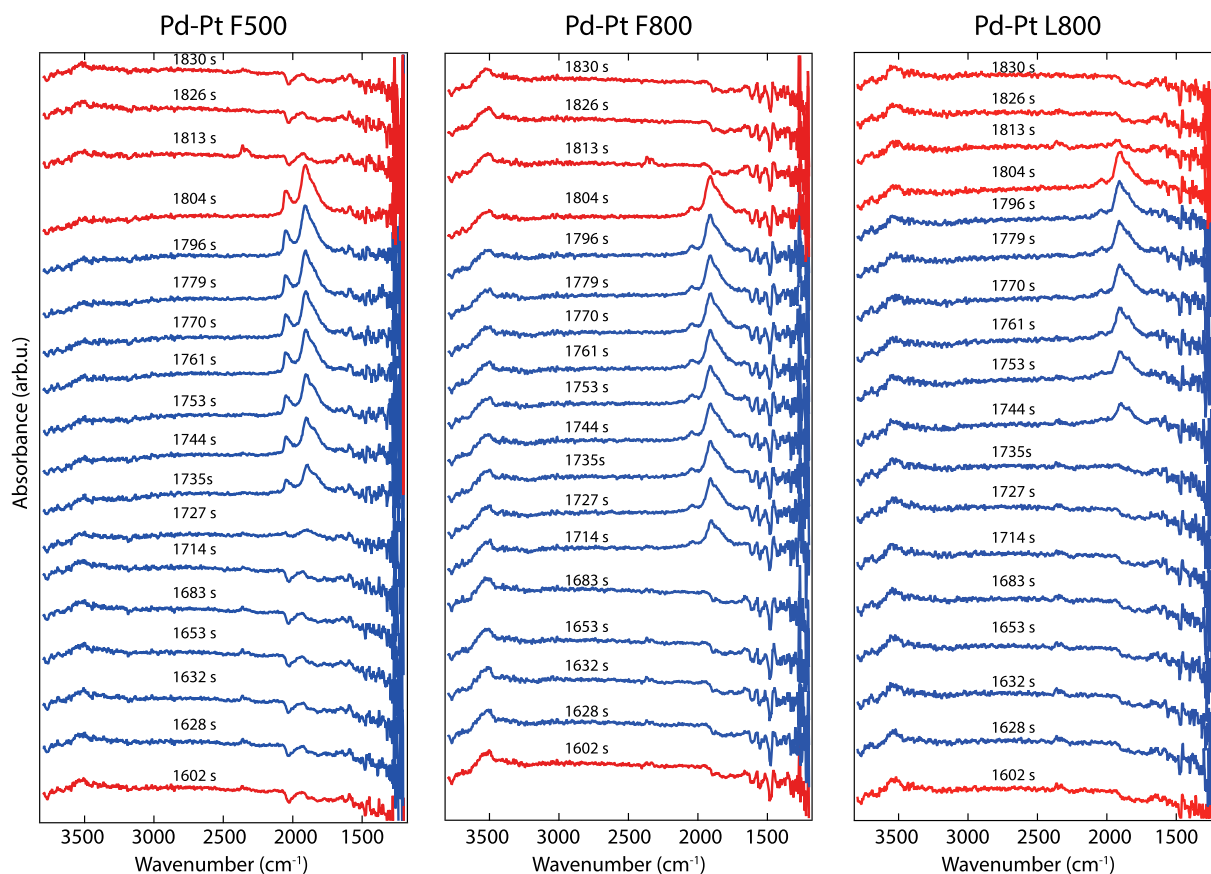 Pd-Pt F500
Pd-Pt F800
Pd-Pt L800
Absorbance (arb.u.)
1830 s
1826 s
1813 s
1804 s
1796 s
1779 s
1770 s
1761 s
1753 s
1744 s
1735s
1727 s
1714 s
1683 s
1653 s
1632 s
1628 s
1602 s
3500 3000 2500 2000 1500
Wavenumber (cm⁻¹)
1830 s
1826 s
1813 s
1804 s
1796 s
1779 s
1770 s
1761 s
1753 s
1744 s
1735s
1727 s
1714 s
1683 s
1653 s
1632 s
1628 s
1602 s
3500 3000 2500 2000 1500
Wavenumber (cm⁻¹)
1830 s
1826 s
1813 s
1804 s
1796 s
1779 s
1770 s
1761 s
1753 s
1744 s
1735s
1727 s
1714 s
1683 s
1653 s
1632 s
1628 s
1602 s
3500 3000 2500 2000 1500
Wavenumber (cm⁻¹)